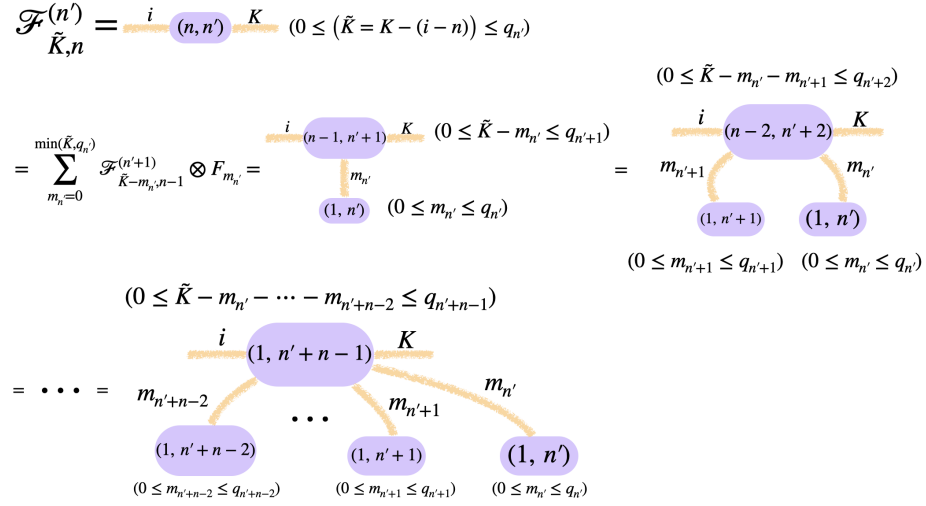 ℱ^{(n′)}_{K̃,n} = i (n, n′) K (0 ≤ (K̃ = K − (i − n)) ≤ q_{n′})
(0 ≤ K̃ − m_{n′} − m_{n′+1} ≤ q_{n′+2})
= ∑_{m_{n′}=0}^{min(K̃,q_{n′})} ℱ^{(n′+1)}_{K̃−m_{n′},n−1} ⊗ F_{m_{n′}} = i (n − 1, n′ + 1) K (0 ≤ K̃ − m_{n′} ≤ q_{n′+1}) = i (n − 2, n′ + 2) K
m_{n′} m_{n′+1} m_{n′}
(1, n′) (0 ≤ m_{n′} ≤ q_{n′}) (1, n′ + 1) (1, n′)
(0 ≤ m_{n′+1} ≤ q_{n′+1}) (0 ≤ m_{n′} ≤ q_{n′})
(0 ≤ K̃ − m_{n′} − ⋯ − m_{n′+n−2} ≤ q_{n′+n−1})
= ⋯ = i (1, n′ + n − 1) K
m_{n′+n−2} ⋯ m_{n′+1} m_{n′}
(1, n′ + n − 2) (1, n′ + 1) (1, n′)
(0 ≤ m_{n′+n−2} ≤ q_{n′+n−2}) (0 ≤ m_{n′+1} ≤ q_{n′+1}) (0 ≤ m_{n′} ≤ q_{n′})